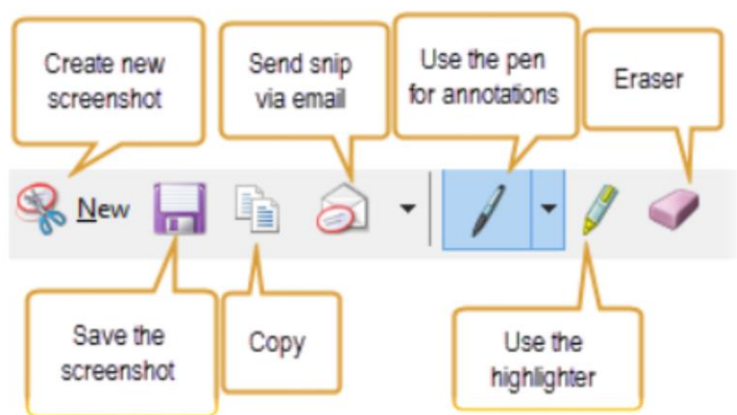 Create new
screenshot
Send snip
via email
Use the pen
for annotations
Eraser
New
Save the
screenshot
Copy
Use the
highlighter